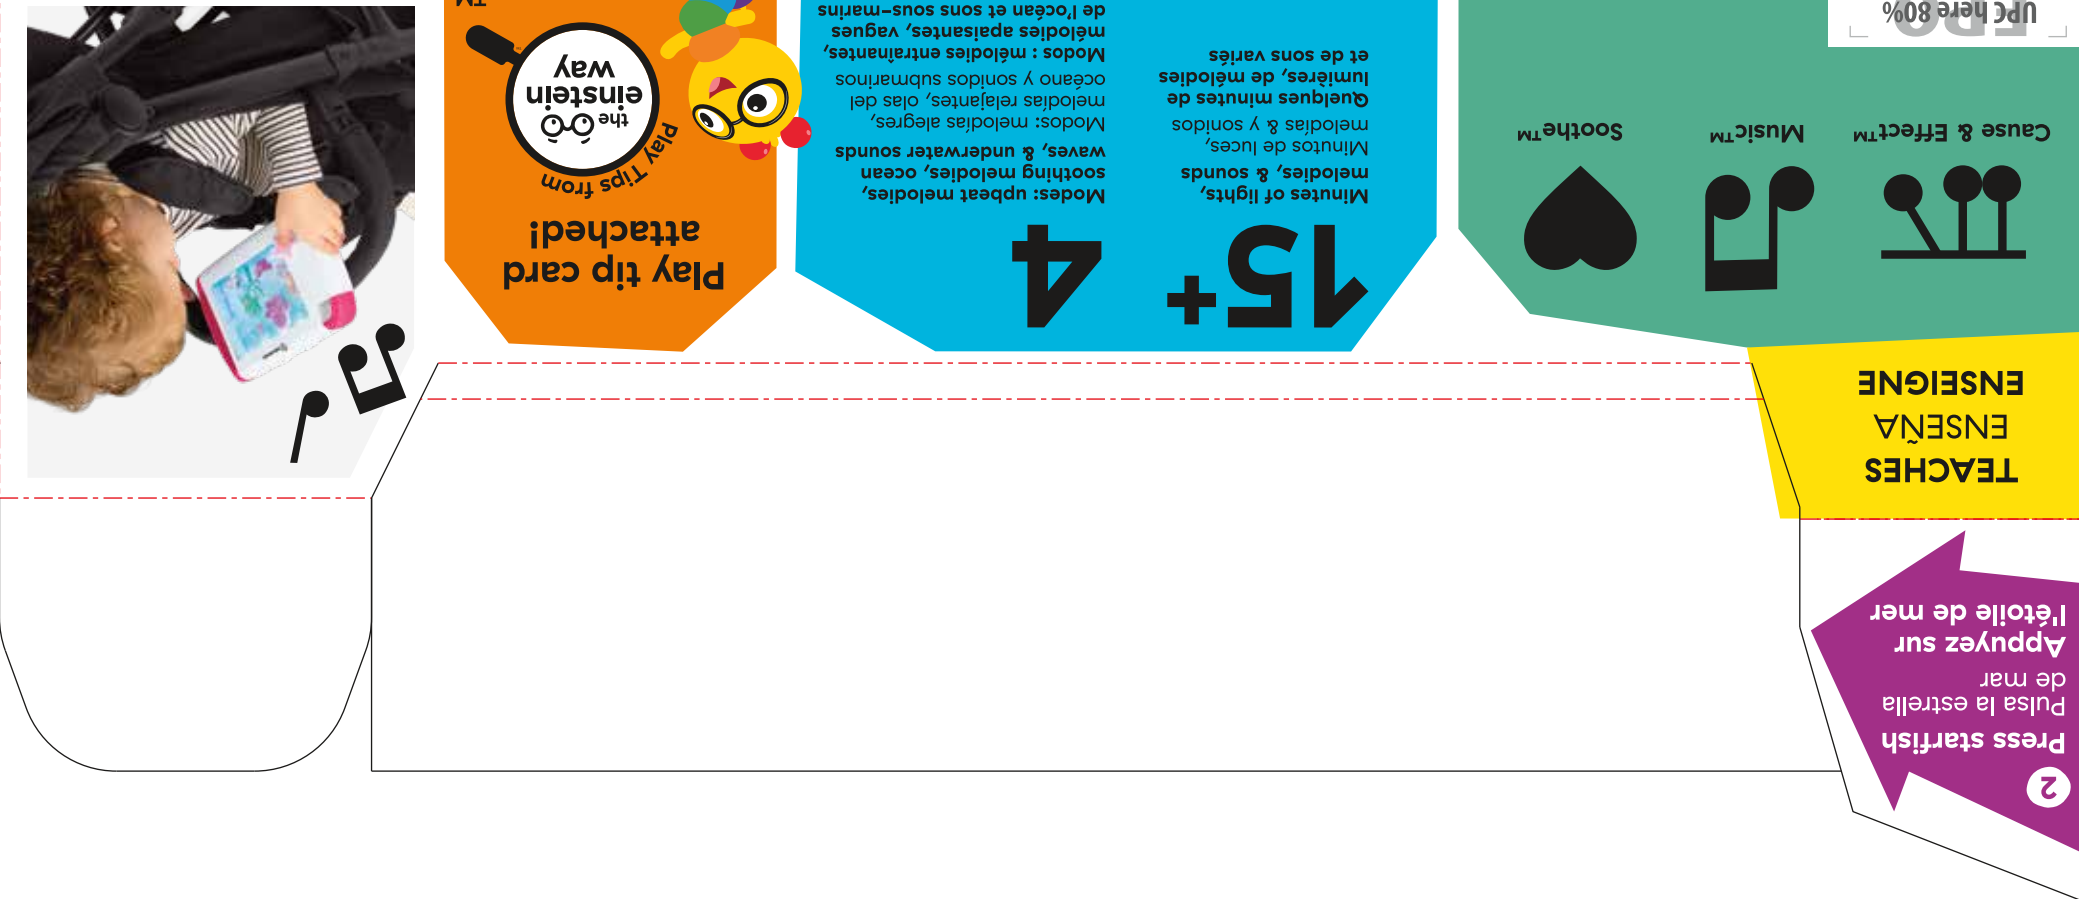 2
Press starfish
Pulsa la estrella
de mar
Appuyez sur
l'étoile de mer
TEACHES
ENSEÑA
ENSEIGNE
Cause & Effect™
Music™
Soothe™
UPC here 80%
FPO
15+
Minutes of lights,
melodies, & sounds
Minutos de luces,
melodías & y sonidos
Quelques minutes de
lumières, de mélodies
et de sons variés
4
Modes: upbeat melodies,
soothing melodies, ocean
waves, & underwater sounds
Modos: melodías alegres,
melodías relajantes, olas del
océano y sonidos submarinos
Modos : mélodies entraînantes,
mélodies apaisantes, vagues
de l'océan et sons sous-marins
Play tip card
attached!
Play Tips from
the
einstein
way
™